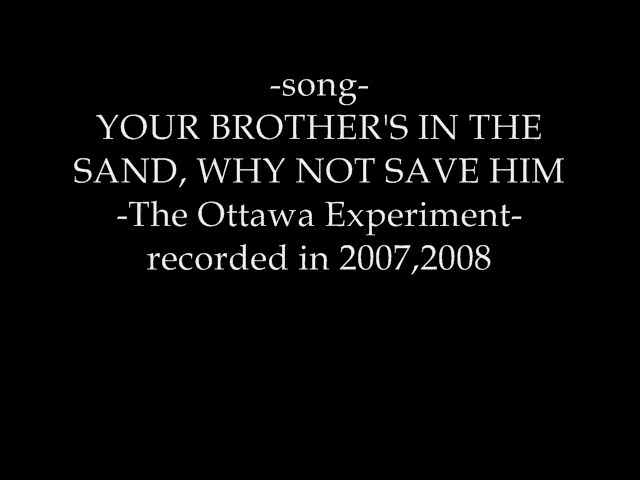 -song-
YOUR BROTHER'S IN THE
SAND, WHY NOT SAVE HIM
-The Ottawa Experiment-
recorded in 2007,2008